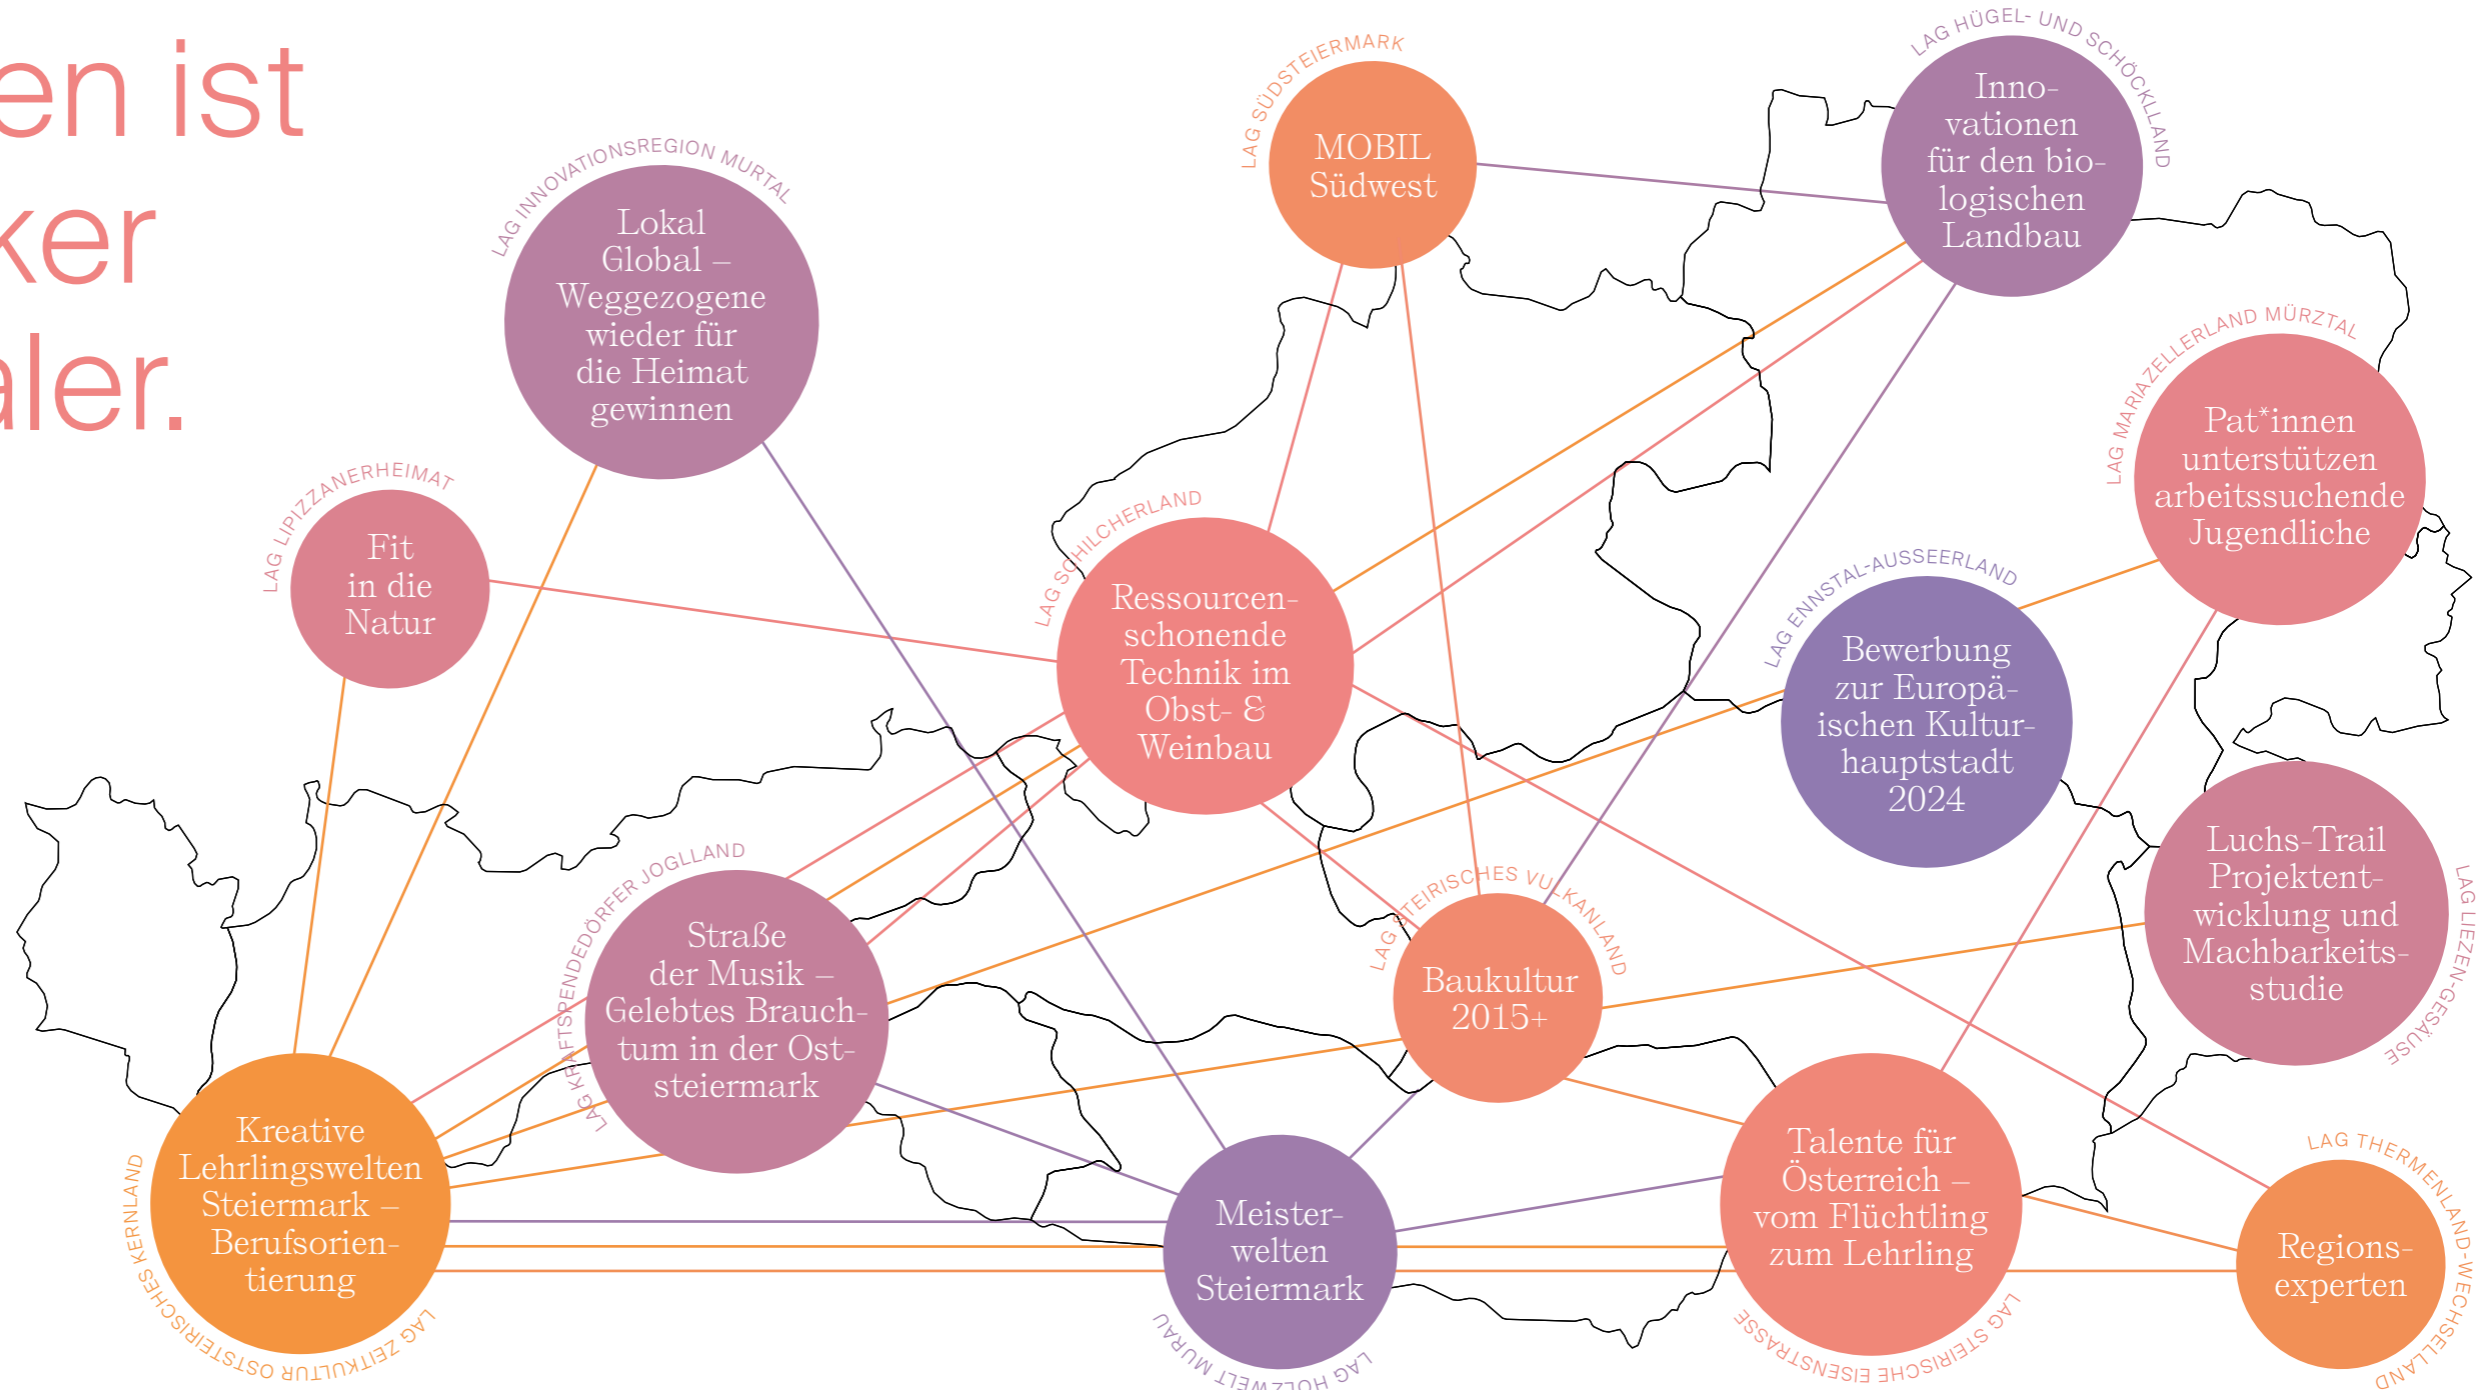 en ist
ker
aler.
LAG INNOVATIONSREGION MURTAL
Lokal
Global –
Weggezogene
wieder für
die Heimat
gewinnen
LAG SÜDSTEIERMARK
MOBIL
Südwest
LAG HÜGEL- UND SCHÖCKLLAND
Inno-
vationen
für den bio-
logischen
Landbau
LAG MARIAZELLERLAND MÜRZTAL
Pat*innen
unterstützen
arbeitssuchende
Jugendliche
LAG LIPIZZANERHEIMAT
Fit
in die
Natur
LAG SCHILCHERLAND
Ressourcen-
schonende
Technik im
Obst- &
Weinbau
LAG ENNSTAL-AUSSEERLAND
Bewerbung
zur Europä-
ischen Kultur-
hauptstadt
2024
Luchs-Trail
Projektent-
wicklung und
Machbarkeits-
studie
LAG LIEZEN-GESÄUSE
LAG KRAFTSPENDEDÖRFER JOGLLAND
Straße
der Musik –
Gelebtes Brauch-
tum in der Ost-
steiermark
LAG STEIRISCHES VULKANLAND
Baukultur
2015+
Kreative
Lehrlingswelten
Steiermark –
Berufsorien-
tierung
LAG ZEITKULTUR OSTSTEIRISCHES KERNLAND
Meister-
welten
Steiermark
LAG HOLZWELT MURAU
Talente für
Österreich –
vom Flüchtling
zum Lehrling
LAG STEIRISCHE EISENSTRASSE
LAG THERMENLAND-WECHSELLAND
Regions-
experten